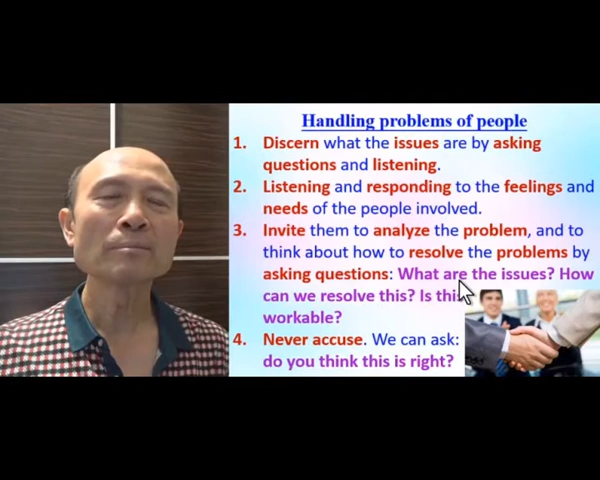 Handling problems of people
1. Discern what the issues are by asking
questions and listening.
2. Listening and responding to the feelings and
needs of the people involved.
3. Invite them to analyze the problem, and to
think about how to resolve the problems by
asking questions: What are the issues? How
can we resolve this? Is this
workable?
4. Never accuse. We can ask:
do you think this is right?